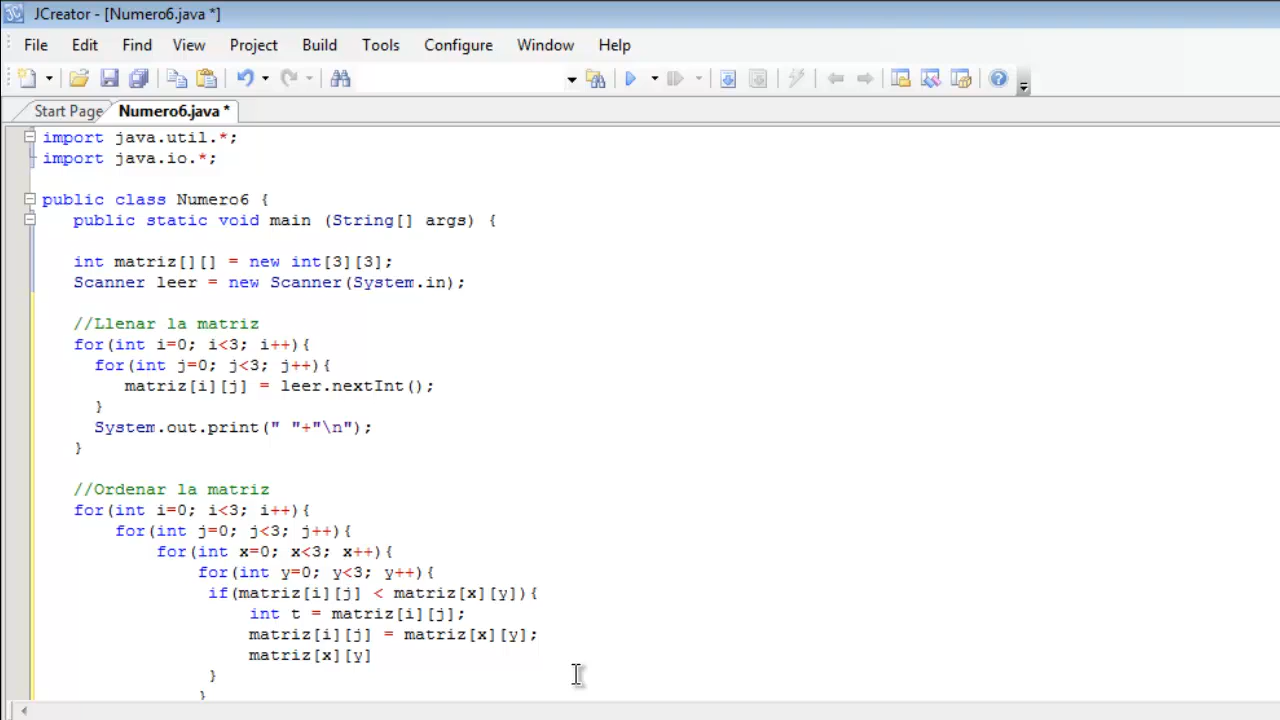 JCreator - [Numero6.java *]
File Edit Find View Project Build Tools Configure Window Help
Start Page Numero6.java *
import java.util.*;
import java.io.*;
public class Numero6 {
public static void main (String[] args) {
int matriz[][] = new int[3][3];
Scanner leer = new Scanner(System.in);
//Llenar la matriz
for(int i=0; i<3; i++){
for(int j=0; j<3; j++){
matriz[i][j] = leer.nextInt();
}
System.out.print(" "+"\n");
}
//Ordenar la matriz
for(int i=0; i<3; i++){
for(int j=0; j<3; j++){
for(int x=0; x<3; x++){
for(int y=0; y<3; y++){
if(matriz[i][j] < matriz[x][y]){
int t = matriz[i][j];
matriz[i][j] = matriz[x][y];
matriz[x][y]
}
}